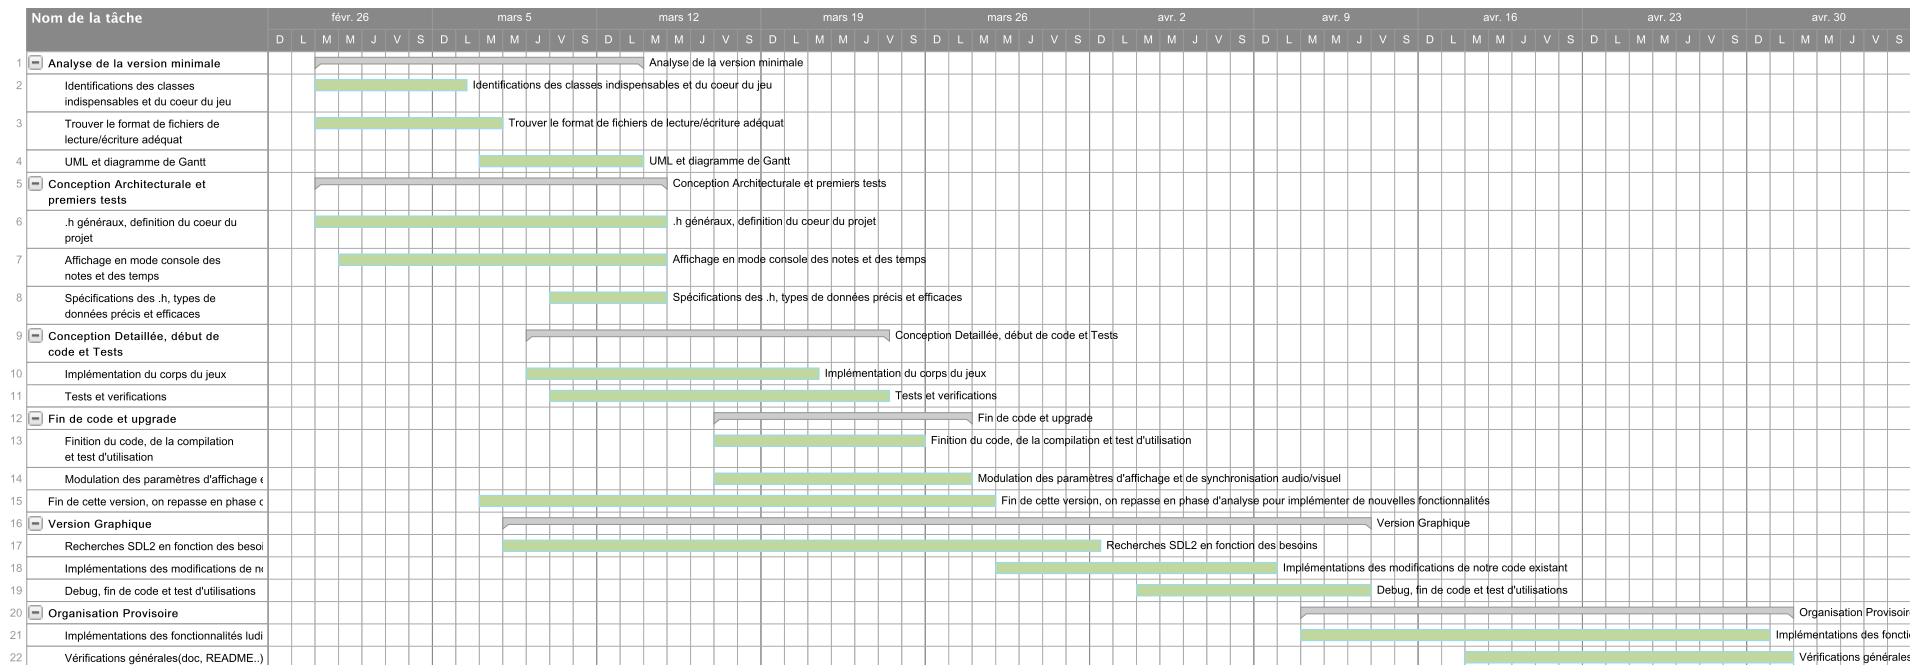 Nom de la tâche
févr. 26 mars 5 mars 12 mars 19 mars 26 avr. 2 avr. 9 avr. 16 avr. 23 avr. 30
D L M M J V S D L M M J V S D L M M J V S D L M M J V S D L M M J V S D L M M J V S D L M M J V S D L M M J V S D L M M J V S D L M M J V S
1 Analyse de la version minimale Analyse de la version minimale
2 Identifications des classes Identifications des classes indispensables et du coeur du jeu
indispensables et du coeur du jeu
3 Trouver le format de fichiers de Trouver le format de fichiers de lecture/écriture adéquat
lecture/écriture adéquat
4 UML et diagramme de Gantt UML et diagramme de Gantt
5 Conception Architecturale et Conception Architecturale et premiers tests
premiers tests
6 .h généraux, definition du coeur du .h généraux, definition du coeur du projet
projet
7 Affichage en mode console des Affichage en mode console des notes et des temps
notes et des temps
8 Spécifications des .h, types de Spécifications des .h, types de données précis et efficaces
données précis et efficaces
9 Conception Detaillée, début de Conception Detaillée, début de code et Tests
code et Tests
10 Implémentation du corps du jeux Implémentation du corps du jeux
11 Tests et verifications Tests et verifications
12 Fin de code et upgrade Fin de code et upgrade
13 Finition du code, de la compilation Finition du code, de la compilation et test d'utilisation
et test d'utilisation
14 Modulation des paramètres d'affichage e Modulation des paramètres d'affichage et de synchronisation audio/visuel
15 Fin de cette version, on repasse en phase d Fin de cette version, on repasse en phase d'analyse pour implémenter de nouvelles fonctionnalités
16 Version Graphique Version Graphique
17 Recherches SDL2 en fonction des besoi Recherches SDL2 en fonction des besoins
18 Implémentations des modifications de no Implémentations des modifications de notre code existant
19 Debug, fin de code et test d'utilisations Debug, fin de code et test d'utilisations
20 Organisation Provisoire Organisation Provisoire
21 Implémentations des fonctionnalités ludi Implémentations des foncti
22 Vérifications générales(doc, README..) Vérifications générales